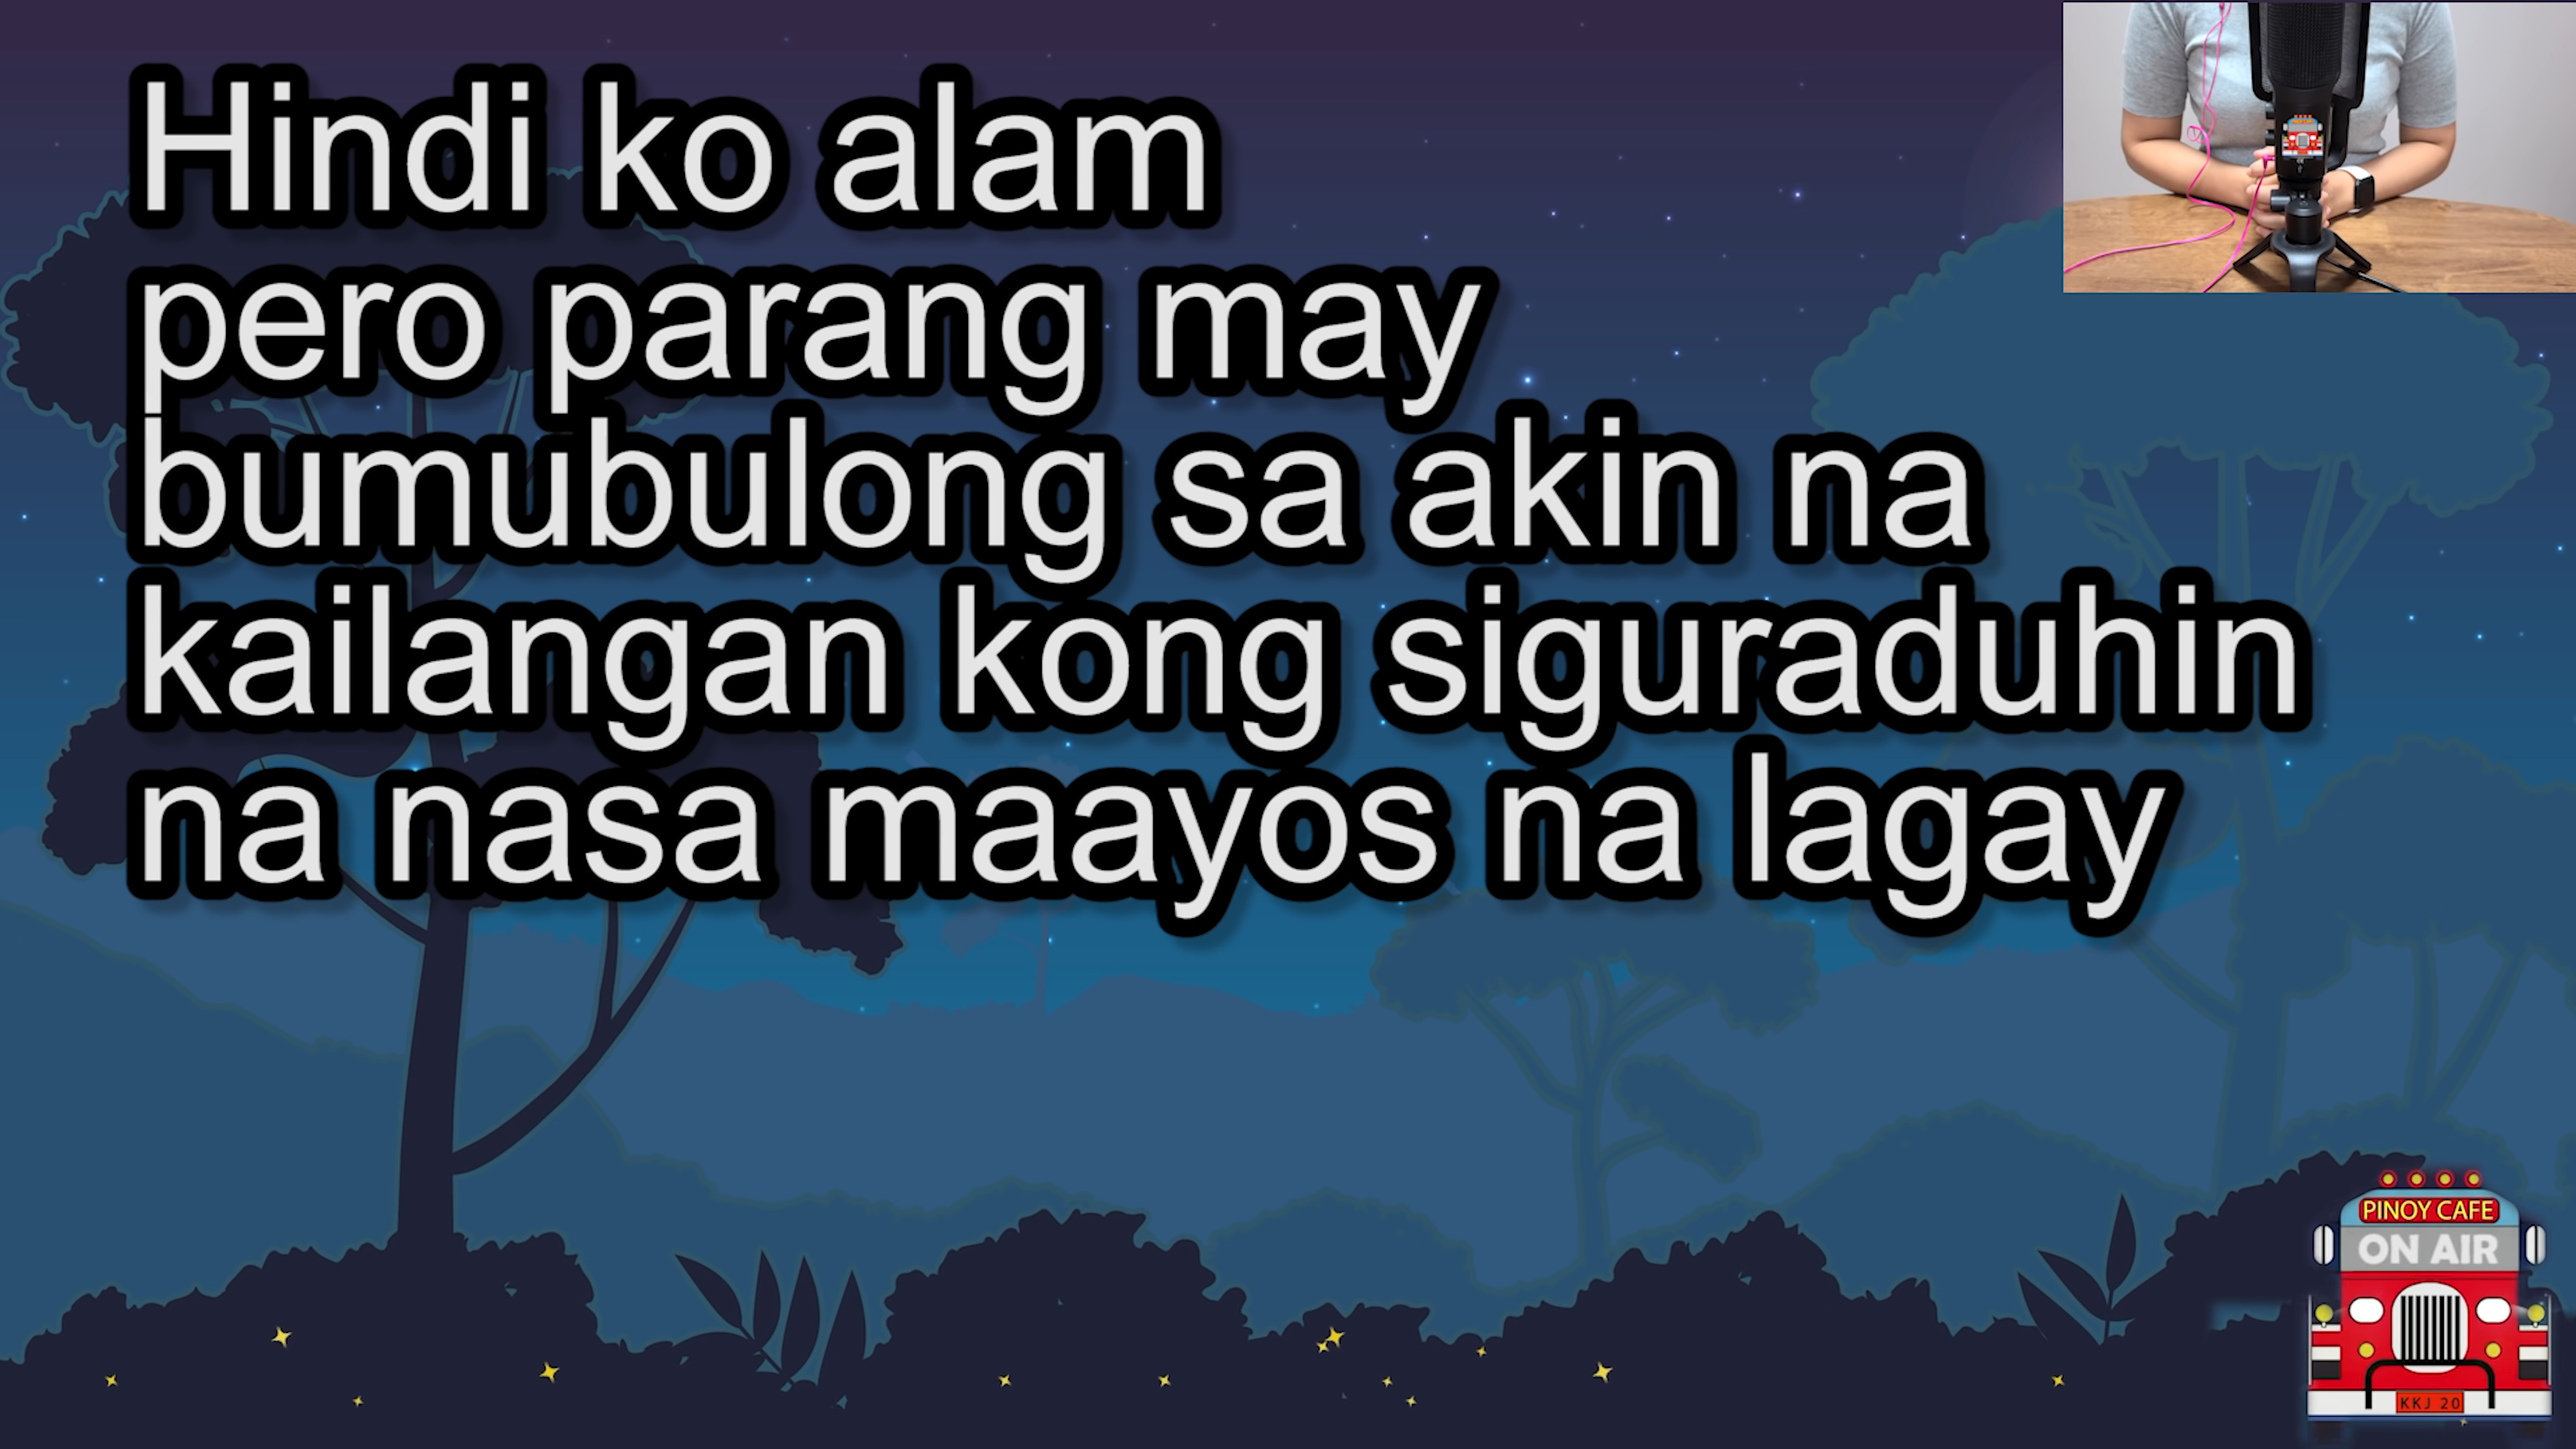 Hindi ko alam
pero parang may
bumubulong sa akin na
kailangan kong siguraduhin
na nasa maayos na lagay
PINOY CAFE
ON AIR
KKJ 20